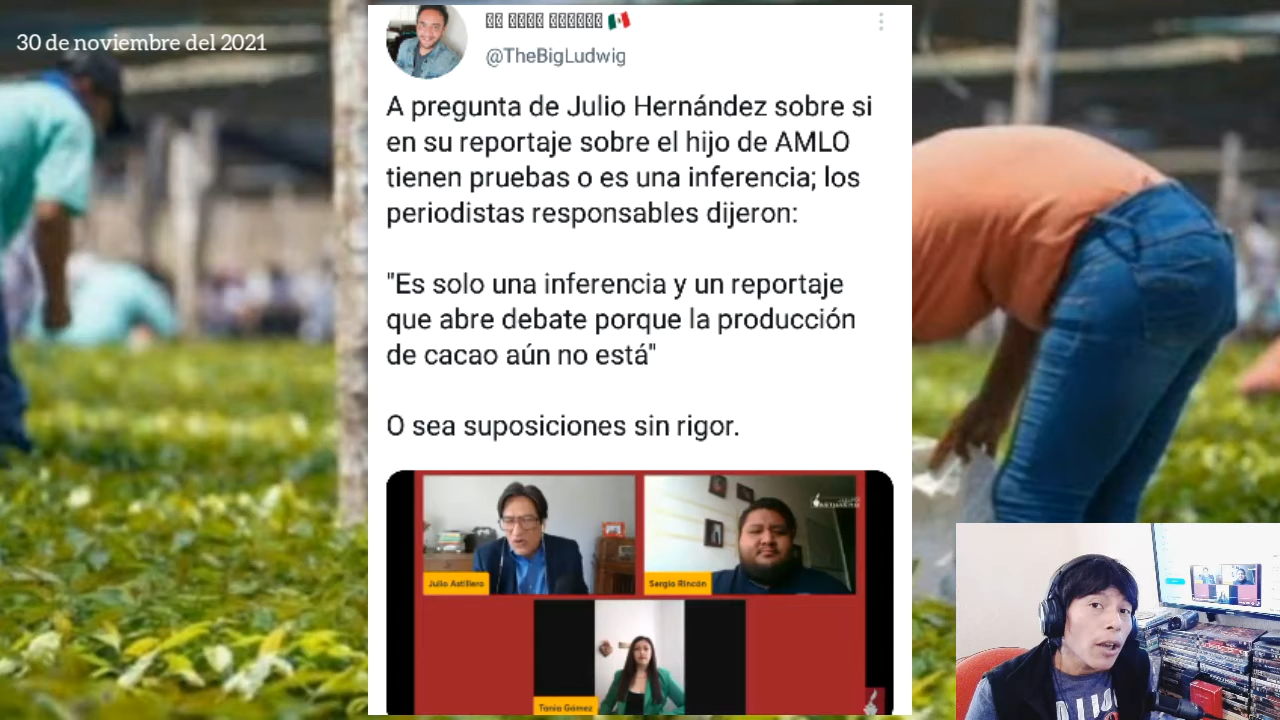 30 de noviembre del 2021
@TheBigLudwig
A pregunta de Julio Hernández sobre si
en su reportaje sobre el hijo de AMLO
tienen pruebas o es una inferencia; los
periodistas responsables dijeron:
"Es solo una inferencia y un reportaje
que abre debate porque la producción
de cacao aún no está"
O sea suposiciones sin rigor.
Julio Astillero
Sergio Rincón
Tania Gómez